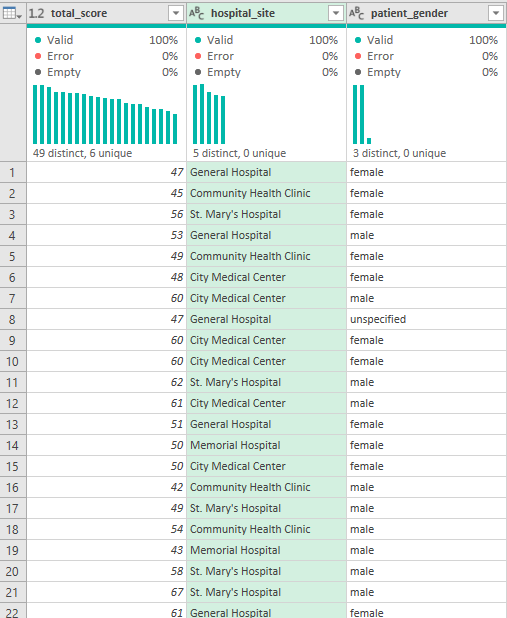 1.2 total_score ABC hospital_site ABC patient_gender
Valid 100% Valid 100% Valid 100%
Error 0% Error 0% Error 0%
Empty 0% Empty 0% Empty 0%
49 distinct, 6 unique 5 distinct, 0 unique 3 distinct, 0 unique
1 47 General Hospital female
2 45 Community Health Clinic female
3 56 St. Mary's Hospital female
4 53 General Hospital male
5 49 Community Health Clinic female
6 48 City Medical Center female
7 60 City Medical Center male
8 47 General Hospital unspecified
9 60 City Medical Center female
10 60 City Medical Center female
11 62 St. Mary's Hospital male
12 61 City Medical Center male
13 51 General Hospital female
14 50 Memorial Hospital female
15 50 City Medical Center female
16 42 Community Health Clinic male
17 49 St. Mary's Hospital male
18 54 Community Health Clinic male
19 43 Memorial Hospital male
20 58 St. Mary's Hospital male
21 67 St. Mary's Hospital male
22 61 General Hospital female